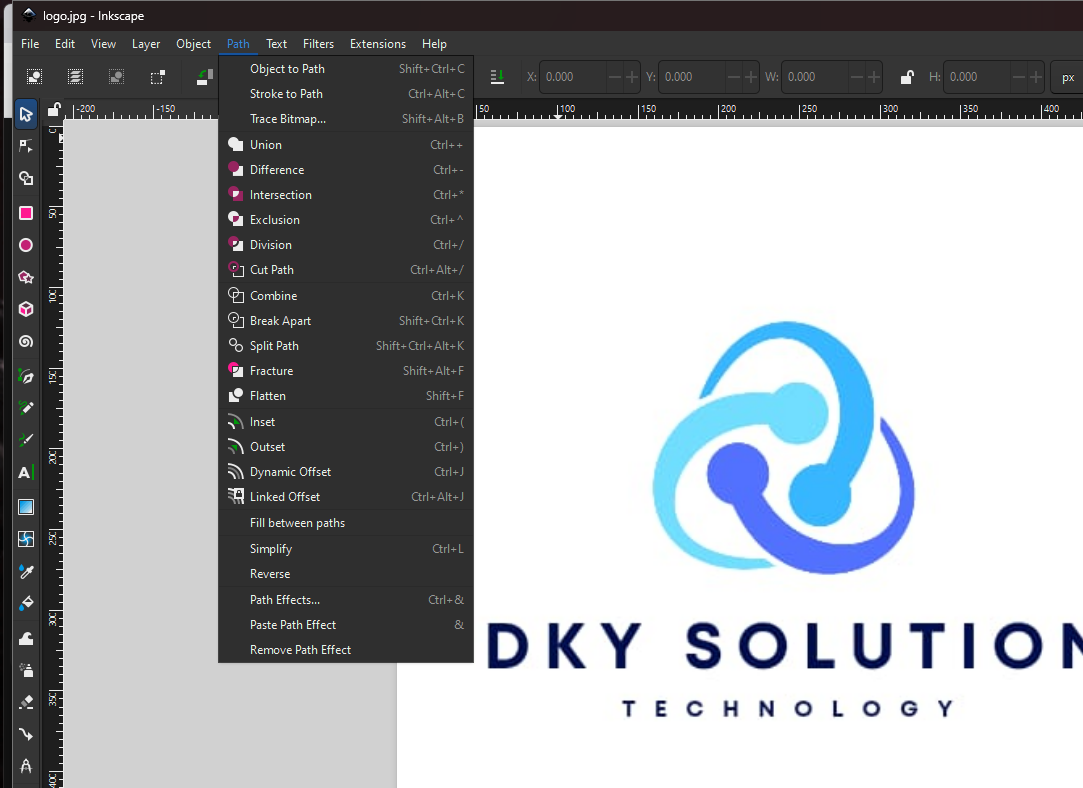 logo.jpg - Inkscape
File Edit View Layer Object Path Text Filters Extensions Help
X: 0.000 Y: 0.000 W: 0.000 H: 0.000 px
-200 -150 50 100 150 200 250 300 350 400
Object to Path Shift+Ctrl+C
Stroke to Path Ctrl+Alt+C
Trace Bitmap... Shift+Alt+B
Union Ctrl++
Difference Ctrl+-
Intersection Ctrl+*
Exclusion Ctrl+^
Division Ctrl+/
Cut Path Ctrl+Alt+/
Combine Ctrl+K
Break Apart Shift+Ctrl+K
Split Path Shift+Ctrl+Alt+K
Fracture Shift+Alt+F
Flatten Shift+F
Inset Ctrl+(
Outset Ctrl+)
Dynamic Offset Ctrl+J
Linked Offset Ctrl+Alt+J
Fill between paths
Simplify Ctrl+L
Reverse
Path Effects... Ctrl+&
Paste Path Effect &
Remove Path Effect
0
50
100
150
200
250
300
350
400
DKY SOLUTION
TECHNOLOGY